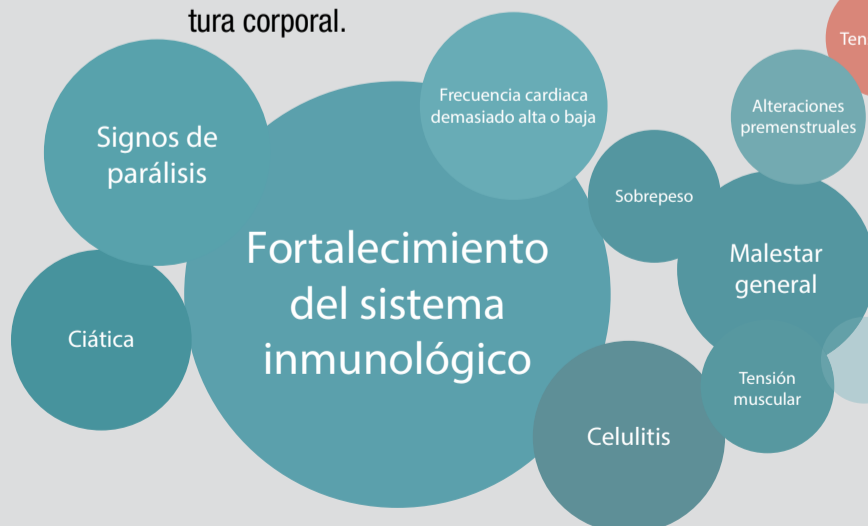 tura corporal.
Frecuencia cardiaca
demasiado alta o baja
Alteraciones
premenstruales
Signos de
parálisis
Sobrepeso
Fortalecimiento
del sistema
inmunológico
Malestar
general
Ciática
Tensión
muscular
Celulitis